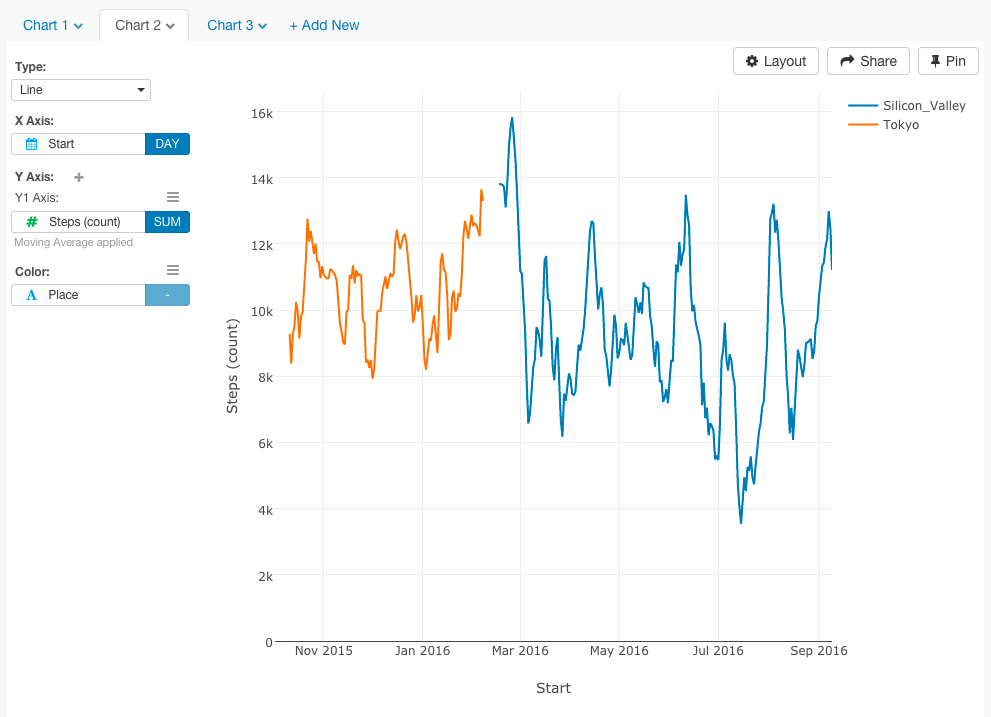 Chart 1 Chart 2 Chart 3 + Add New
Layout Share Pin
Type:
Line
X Axis:
Start DAY
Y Axis:
Y1 Axis:
# Steps (count) SUM
Moving Average applied
Color:
A Place -
Silicon_Valley
Tokyo
16k
14k
12k
10k
8k
6k
4k
2k
0
Steps (count)
Nov 2015 Jan 2016 Mar 2016 May 2016 Jul 2016 Sep 2016
Start